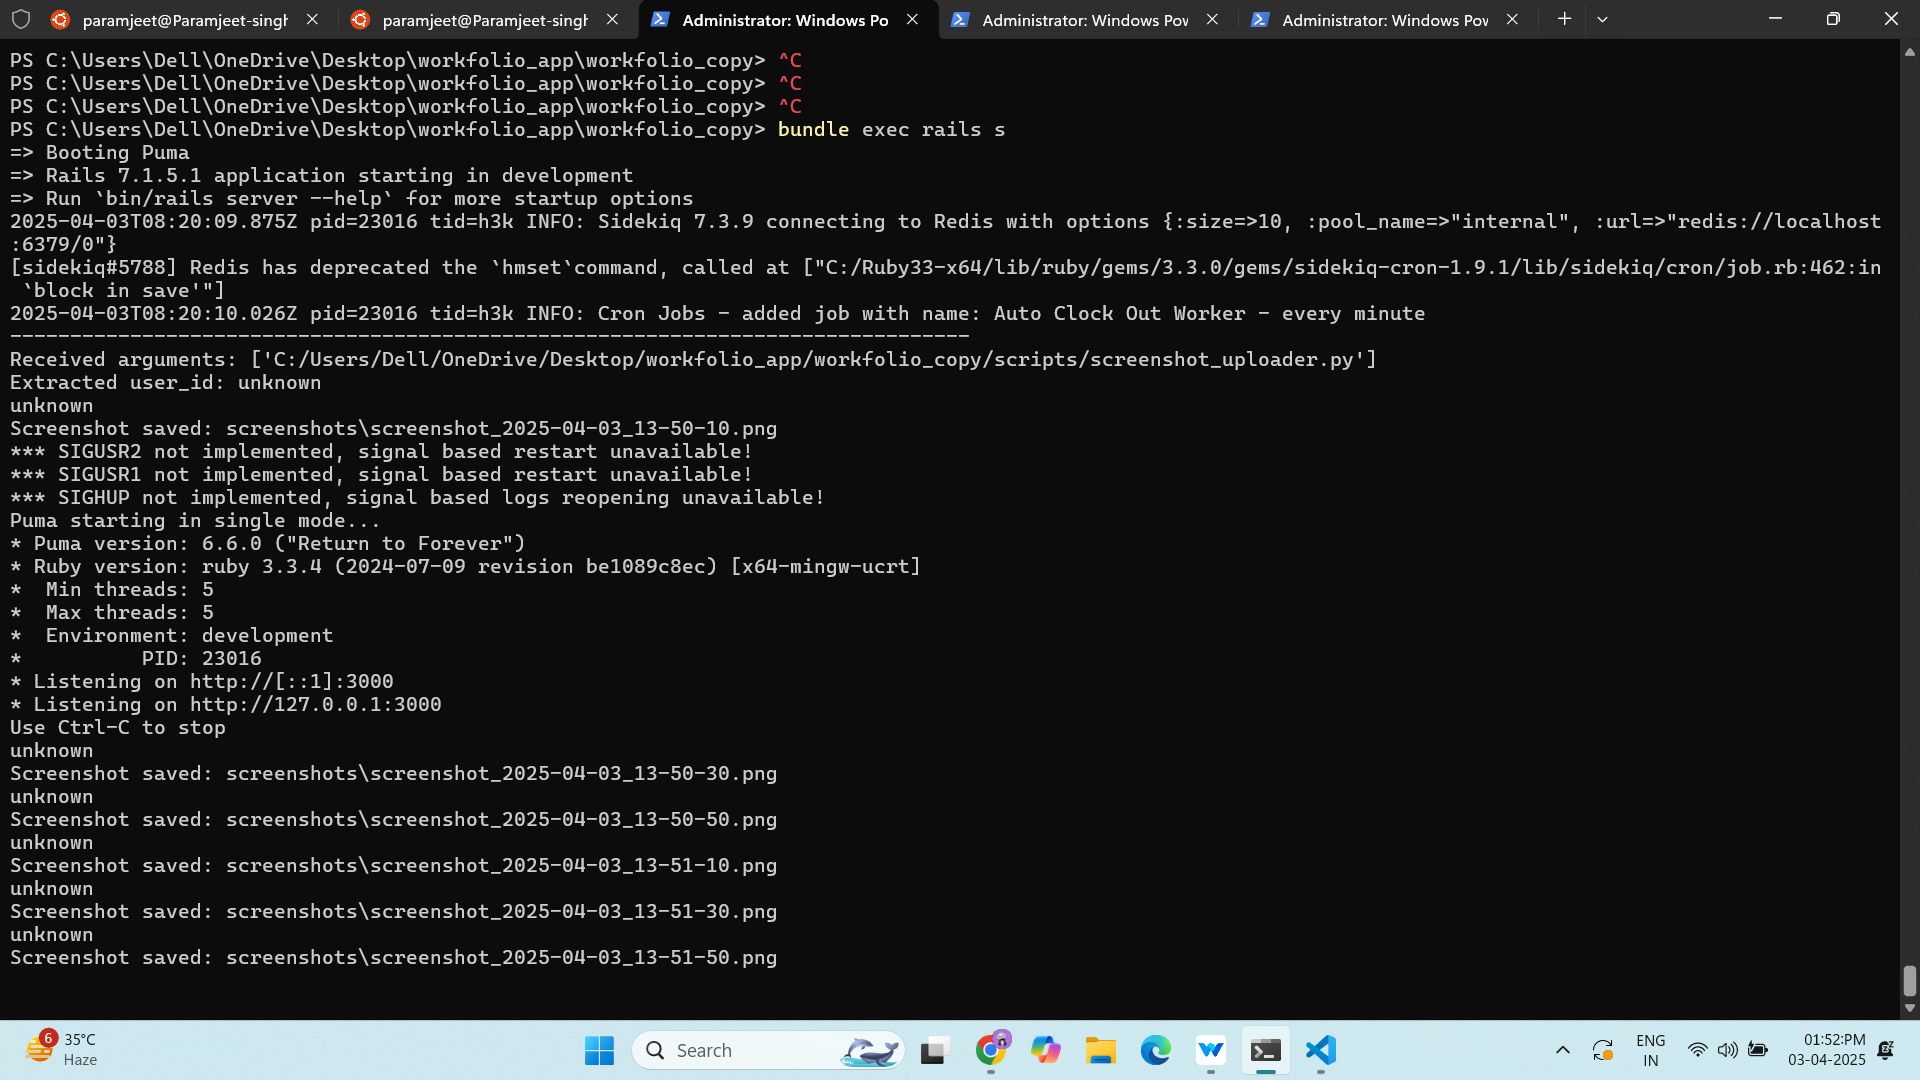 paramjeet@Paramjeet-singh
paramjeet@Paramjeet-singh
Administrator: Windows Po
Administrator: Windows Pow
Administrator: Windows Pow
PS C:\Users\Dell\OneDrive\Desktop\workfolio_app\workfolio_copy> ^C
PS C:\Users\Dell\OneDrive\Desktop\workfolio_app\workfolio_copy> ^C
PS C:\Users\Dell\OneDrive\Desktop\workfolio_app\workfolio_copy> ^C
PS C:\Users\Dell\OneDrive\Desktop\workfolio_app\workfolio_copy> bundle exec rails s
=> Booting Puma
=> Rails 7.1.5.1 application starting in development
=> Run `bin/rails server --help` for more startup options
2025-04-03T08:20:09.875Z pid=23016 tid=h3k INFO: Sidekiq 7.3.9 connecting to Redis with options {:size=>10, :pool_name=>"internal", :url=>"redis://localhost
:6379/0"}
[sidekiq#5788] Redis has deprecated the `hmset`command, called at ["C:/Ruby33-x64/lib/ruby/gems/3.3.0/gems/sidekiq-cron-1.9.1/lib/sidekiq/cron/job.rb:462:in
 `block in save'"]
2025-04-03T08:20:10.026Z pid=23016 tid=h3k INFO: Cron Jobs - added job with name: Auto Clock Out Worker - every minute
--------------------------------------------------------------------------------
Received arguments: ['C:/Users/Dell/OneDrive/Desktop/workfolio_app/workfolio_copy/scripts/screenshot_uploader.py']
Extracted user_id: unknown
unknown
Screenshot saved: screenshots\screenshot_2025-04-03_13-50-10.png
*** SIGUSR2 not implemented, signal based restart unavailable!
*** SIGUSR1 not implemented, signal based restart unavailable!
*** SIGHUP not implemented, signal based logs reopening unavailable!
Puma starting in single mode...
* Puma version: 6.6.0 ("Return to Forever")
* Ruby version: ruby 3.3.4 (2024-07-09 revision be1089c8ec) [x64-mingw-ucrt]
*  Min threads: 5
*  Max threads: 5
*  Environment: development
*          PID: 23016
* Listening on http://[::1]:3000
* Listening on http://127.0.0.1:3000
Use Ctrl-C to stop
unknown
Screenshot saved: screenshots\screenshot_2025-04-03_13-50-30.png
unknown
Screenshot saved: screenshots\screenshot_2025-04-03_13-50-50.png
unknown
Screenshot saved: screenshots\screenshot_2025-04-03_13-51-10.png
unknown
Screenshot saved: screenshots\screenshot_2025-04-03_13-51-30.png
unknown
Screenshot saved: screenshots\screenshot_2025-04-03_13-51-50.png
6
35°C
Haze
Search
ENG
IN
01:52:PM
03-04-2025